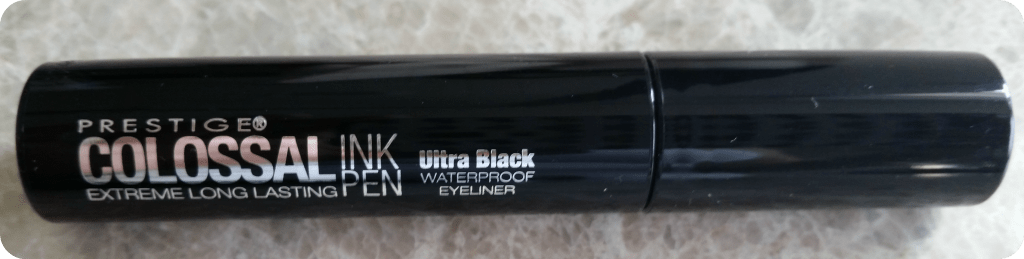 PRESTIGE®
COLOSSAL INK PEN
EXTREME LONG LASTING
Ultra Black
WATERPROOF
EYELINER